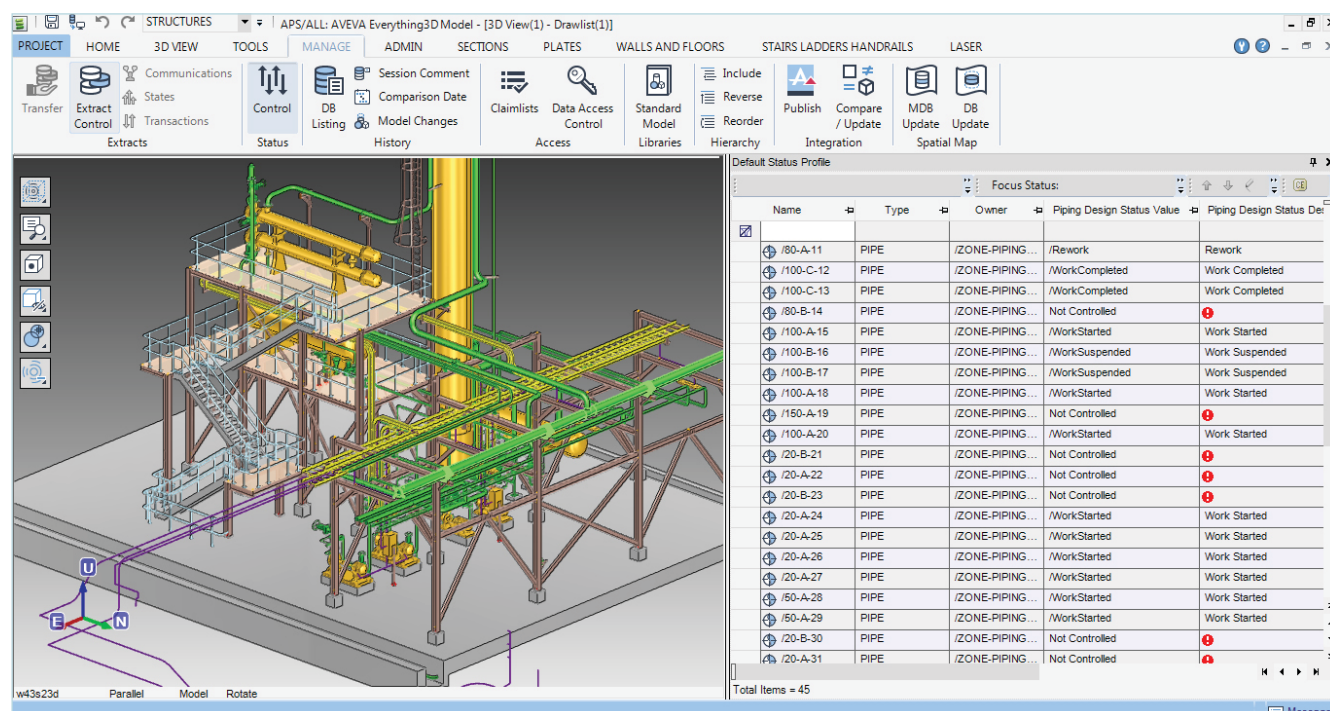 STRUCTURES
APS/ALL: AVEVA Everything3D Model - [3D View(1) - Drawlist(1)]
PROJECT HOME 3D VIEW TOOLS MANAGE ADMIN SECTIONS PLATES WALLS AND FLOORS STAIRS LADDERS HANDRAILS LASER
Transfer
Extract Control
Communications
States
Transactions
Extracts
Control
Status
DB Listing
Session Comment
Comparison Date
Model Changes
History
Claimlists
Data Access Control
Access
Standard Model
Libraries
Include
Reverse
Reorder
Hierarchy
Publish
Compare / Update
Integration
MDB Update
DB Update
Spatial Map
U
E
N
w43s23d Parallel Model Rotate
Default Status Profile
Focus Status:
Name Type Owner Piping Design Status Value Piping Design Status Des
/80-A-11 PIPE /ZONE-PIPING... /Rework Rework
/100-C-12 PIPE /ZONE-PIPING... /WorkCompleted Work Completed
/100-C-13 PIPE /ZONE-PIPING... /WorkCompleted Work Completed
/80-B-14 PIPE /ZONE-PIPING... Not Controlled
/100-A-15 PIPE /ZONE-PIPING... /WorkStarted Work Started
/100-B-16 PIPE /ZONE-PIPING... /WorkSuspended Work Suspended
/100-B-17 PIPE /ZONE-PIPING... /WorkSuspended Work Suspended
/100-A-18 PIPE /ZONE-PIPING... /WorkStarted Work Started
/150-A-19 PIPE /ZONE-PIPING... Not Controlled
/100-A-20 PIPE /ZONE-PIPING... /WorkStarted Work Started
/20-B-21 PIPE /ZONE-PIPING... Not Controlled
/20-A-22 PIPE /ZONE-PIPING... Not Controlled
/20-B-23 PIPE /ZONE-PIPING... Not Controlled
/20-A-24 PIPE /ZONE-PIPING... /WorkStarted Work Started
/20-A-25 PIPE /ZONE-PIPING... /WorkStarted Work Started
/20-A-26 PIPE /ZONE-PIPING... /WorkStarted Work Started
/20-A-27 PIPE /ZONE-PIPING... /WorkStarted Work Started
/50-A-28 PIPE /ZONE-PIPING... /WorkStarted Work Started
/50-A-29 PIPE /ZONE-PIPING... /WorkStarted Work Started
/20-B-30 PIPE /ZONE-PIPING... Not Controlled
/20-A-31 PIPE /ZONE-PIPING... Not Controlled
Total Items = 45